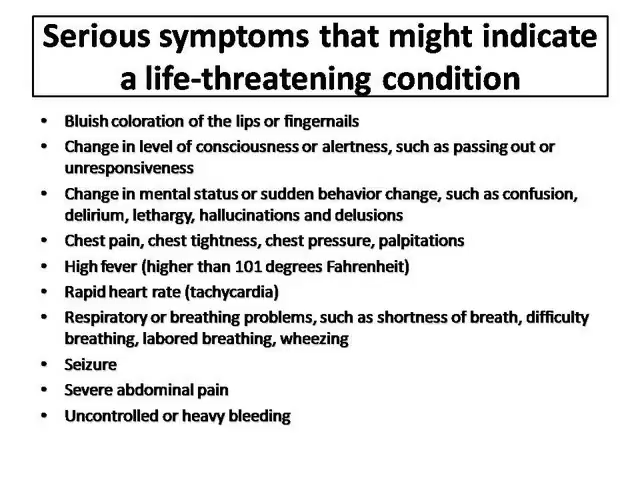 Serious symptoms that might indicate
a life-threatening condition
• Bluish coloration of the lips or fingernails
• Change in level of consciousness or alertness, such as passing out or
unresponsiveness
• Change in mental status or sudden behavior change, such as confusion,
delirium, lethargy, hallucinations and delusions
• Chest pain, chest tightness, chest pressure, palpitations
• High fever (higher than 101 degrees Fahrenheit)
• Rapid heart rate (tachycardia)
• Respiratory or breathing problems, such as shortness of breath, difficulty
breathing, labored breathing, wheezing
• Seizure
• Severe abdominal pain
• Uncontrolled or heavy bleeding